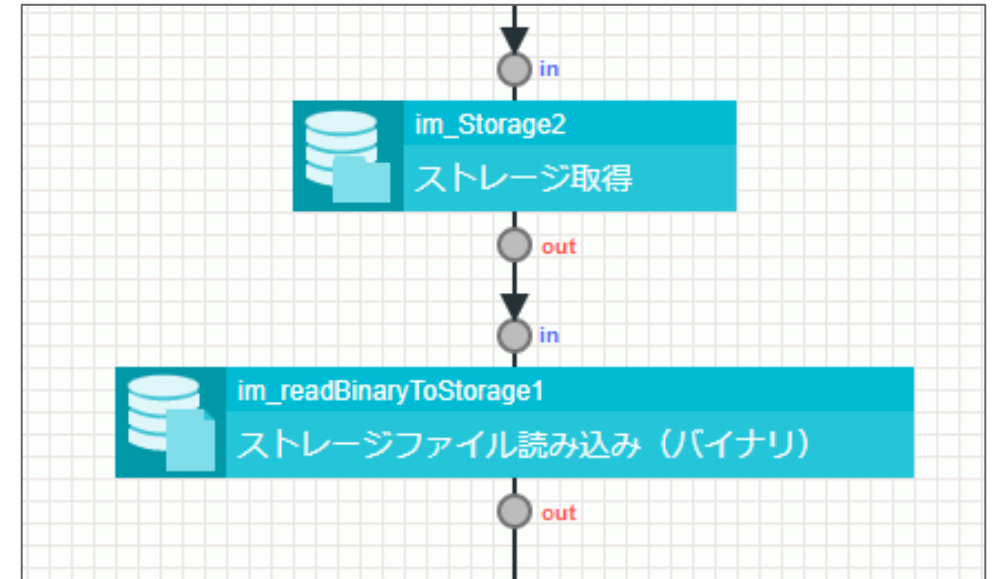 in
im_Storage2
ストレージ取得
out
in
im_readBinaryToStorage1
ストレージファイル読み込み（バイナリ）
out